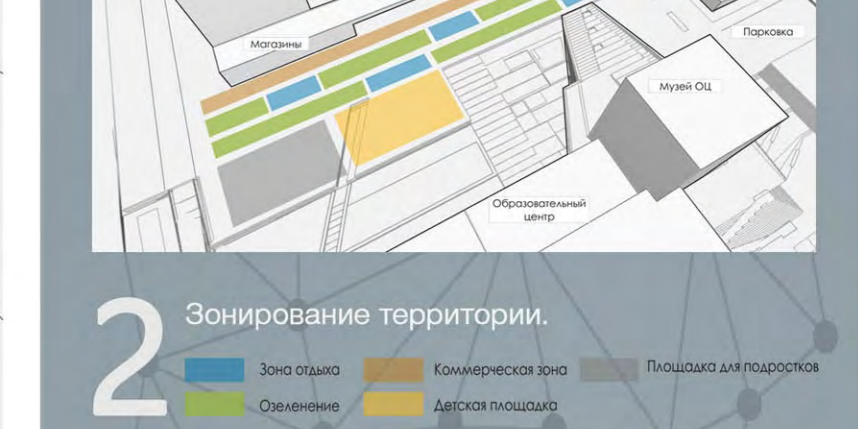 Парковка
Магазины
Музей ОЦ
Образовательный
центр
2
Зонирование территории.
Зона отдыха
Коммерческая зона
Площадка для подростков
Озеленение
Детская площадка